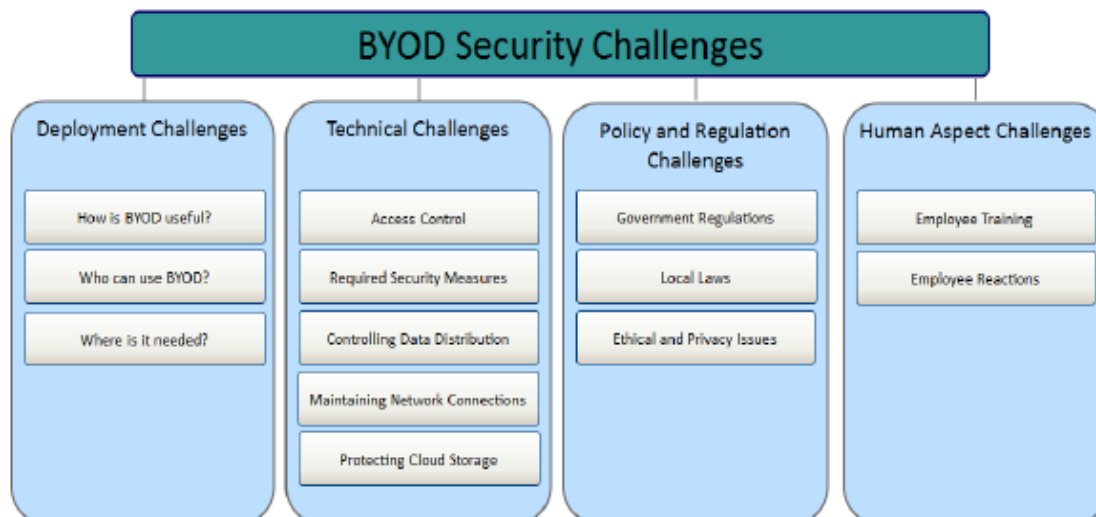 BYOD Security Challenges
Deployment Challenges
How is BYOD useful?
Who can use BYOD?
Where is it needed?
Technical Challenges
Access Control
Required Security Measures
Controlling Data Distribution
Maintaining Network Connections
Protecting Cloud Storage
Policy and Regulation
Challenges
Government Regulations
Local Laws
Ethical and Privacy Issues
Human Aspect Challenges
Employee Training
Employee Reactions